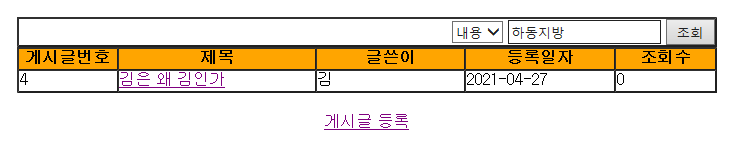 내용 하동지방 조회
게시글번호 제목 글쓴이 등록일자 조회수
4 김은 왜 김인가 김 2021-04-27 0
게시글 등록